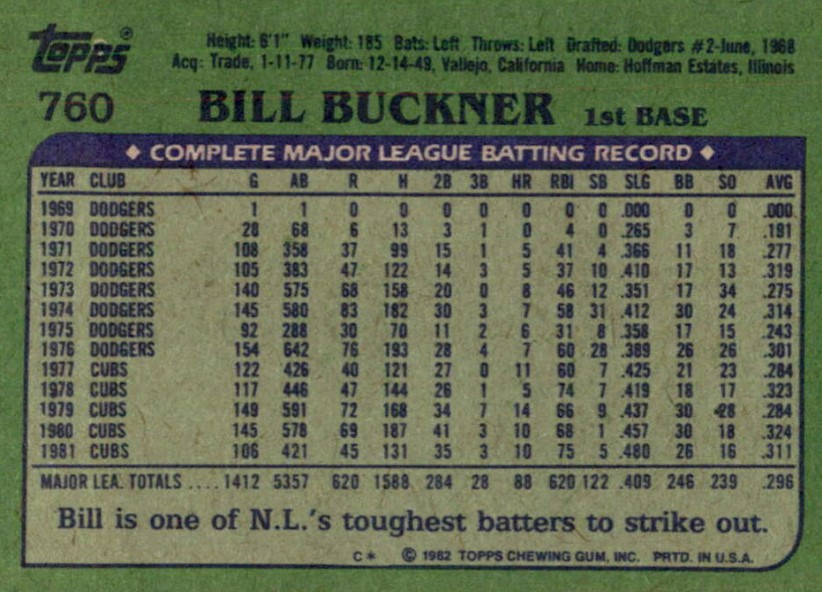 topps® Height: 6'1" Weight: 185 Bats: Left Throws: Left Drafted: Dodgers #2-June, 1968
Acq: Trade, 1-11-77 Born: 12-14-49, Vallejo, California Home: Hoffman Estates, Illinois
760 BILL BUCKNER 1st BASE
◆ COMPLETE MAJOR LEAGUE BATTING RECORD ◆
YEAR CLUB G AB R H 2B 3B HR RBI SB SLG BB SO AVG
1969 DODGERS 1 1 0 0 0 0 0 0 0 .000 0 0 .000
1970 DODGERS 28 68 6 13 3 1 0 4 0 .265 3 7 .191
1971 DODGERS 108 358 37 99 15 1 5 41 4 .366 11 18 .277
1972 DODGERS 105 383 47 122 14 3 5 37 10 .410 17 13 .319
1973 DODGERS 140 575 68 158 20 0 8 46 12 .351 17 34 .275
1974 DODGERS 145 580 83 182 30 3 7 58 31 .412 30 24 .314
1975 DODGERS 92 288 30 70 11 2 6 31 8 .358 17 15 .243
1976 DODGERS 154 642 76 193 28 4 7 60 28 .389 26 26 .301
1977 CUBS 122 426 40 121 27 0 11 60 7 .425 21 23 .284
1978 CUBS 117 446 47 144 26 1 5 74 7 .419 18 17 .323
1979 CUBS 149 591 72 168 34 7 14 66 9 .437 30 28 .284
1980 CUBS 145 578 69 187 41 3 10 68 1 .457 30 18 .324
1981 CUBS 106 421 45 131 35 3 10 75 5 .480 26 16 .311
MAJOR LEA. TOTALS .... 1412 5357 620 1588 284 28 88 620 122 .409 246 239 .296
Bill is one of N.L.'s toughest batters to strike out.
C* © 1982 TOPPS CHEWING GUM, INC. PRTD. IN U.S.A.